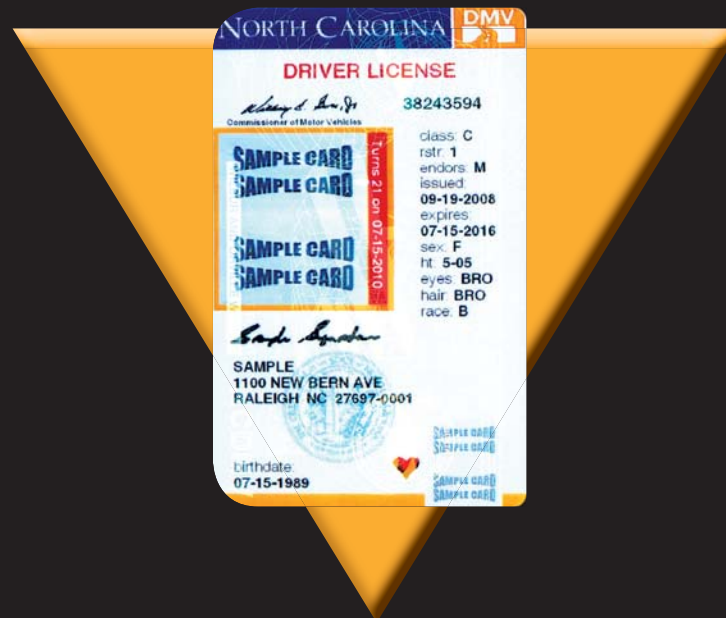 NORTH CAROLINA DMV
DRIVER LICENSE
38243594
Commissioner of Motor Vehicles
class: C
rstr: 1
endors: M
issued:
09-19-2008
expires:
07-15-2016
sex: F
ht: 5-05
eyes: BRO
hair: BRO
race: B
SAMPLE CARD
SAMPLE CARD
SAMPLE CARD
SAMPLE CARD
Turns 21 on 07-15-2010
SAMPLE
1100 NEW BERN AVE
RALEIGH NC 27697-0001
birthdate:
07-15-1989
SAMPLE CARD
SAMPLE CARD
SAMPLE CARD
SAMPLE CARD